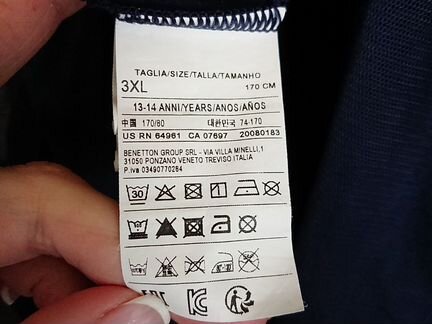 TAGLIA/SIZE/TALLA/TAMANHO
3XL 170 CM
13-14 ANNI/YEARS/ANOS/AÑOS
中国 170/80 대한민국 74-170
US RN 64961 CA 07697 20080183
BENETTON GROUP SRL - VIA VILLA MINELLI,1
31050 PONZANO VENETO TREVISO ITALIA
P.iva 03490770264
30